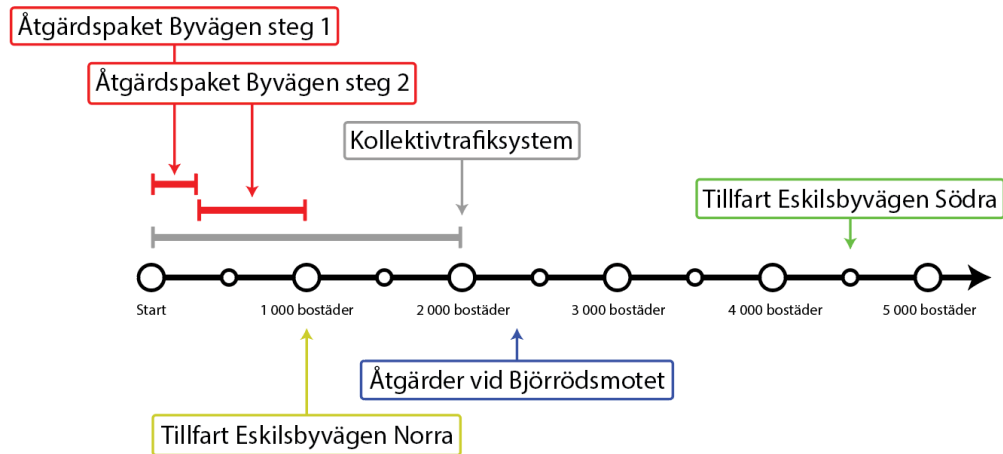 Åtgärdspaket Byvägen steg 1
Åtgärdspaket Byvägen steg 2
Kollektivtrafiksystem
Tillfart Eskilsbyvägen Södra
Start
1 000 bostäder
2 000 bostäder
3 000 bostäder
4 000 bostäder
5 000 bostäder
Åtgärder vid Björrödsmotet
Tillfart Eskilsbyvägen Norra